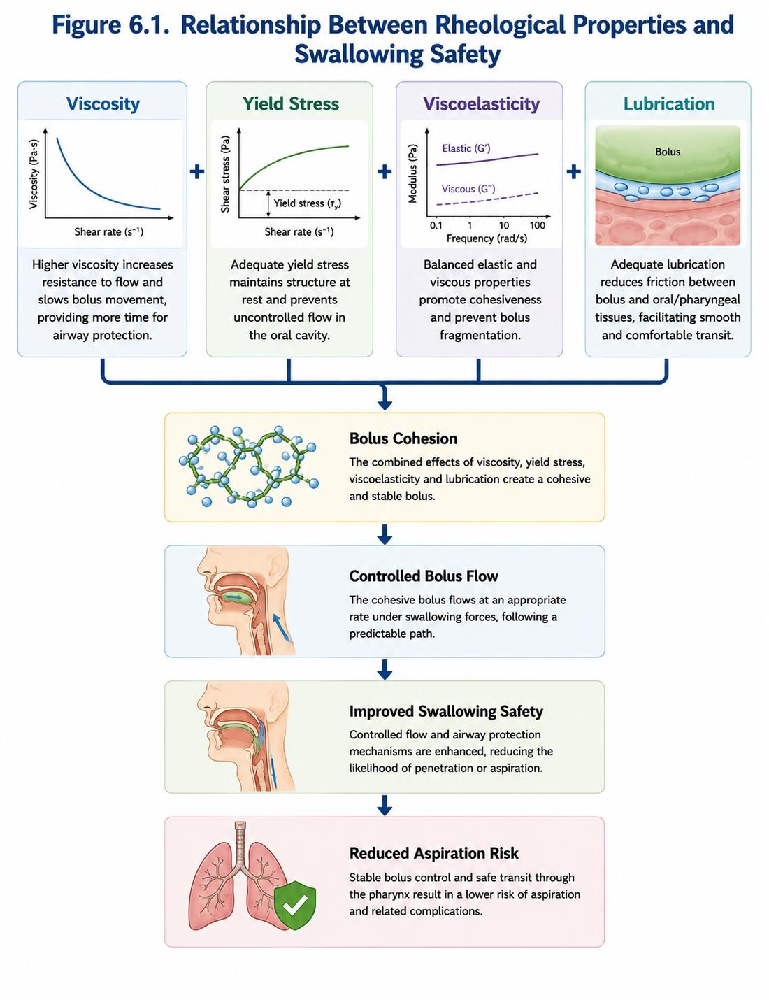 Figure 6.1. Relationship Between Rheological Properties and
Swallowing Safety
Viscosity
Viscosity (Pa·s)
Shear rate (s⁻¹)
Higher viscosity increases
resistance to flow and
slows bolus movement,
providing more time for
airway protection.
+
Yield Stress
Shear stress (Pa)
Yield stress (τy)
Shear rate (s⁻¹)
Adequate yield stress
maintains structure at
rest and prevents
uncontrolled flow in
the oral cavity.
+
Viscoelasticity
Modulus (Pa)
Elastic (G′)
Viscous (G″)
0.1 1 10 100
Frequency (rad/s)
Balanced elastic and
viscous properties
promote cohesiveness
and prevent bolus
fragmentation.
+
Lubrication
Bolus
Adequate lubrication
reduces friction between
bolus and oral/pharyngeal
tissues, facilitating smooth
and comfortable transit.
Bolus Cohesion
The combined effects of viscosity, yield stress,
viscoelasticity and lubrication create a cohesive
and stable bolus.
Controlled Bolus Flow
The cohesive bolus flows at an appropriate
rate under swallowing forces, following a
predictable path.
Improved Swallowing Safety
Controlled flow and airway protection
mechanisms are enhanced, reducing the
likelihood of penetration or aspiration.
Reduced Aspiration Risk
Stable bolus control and safe transit through
the pharynx result in a lower risk of aspiration
and related complications.